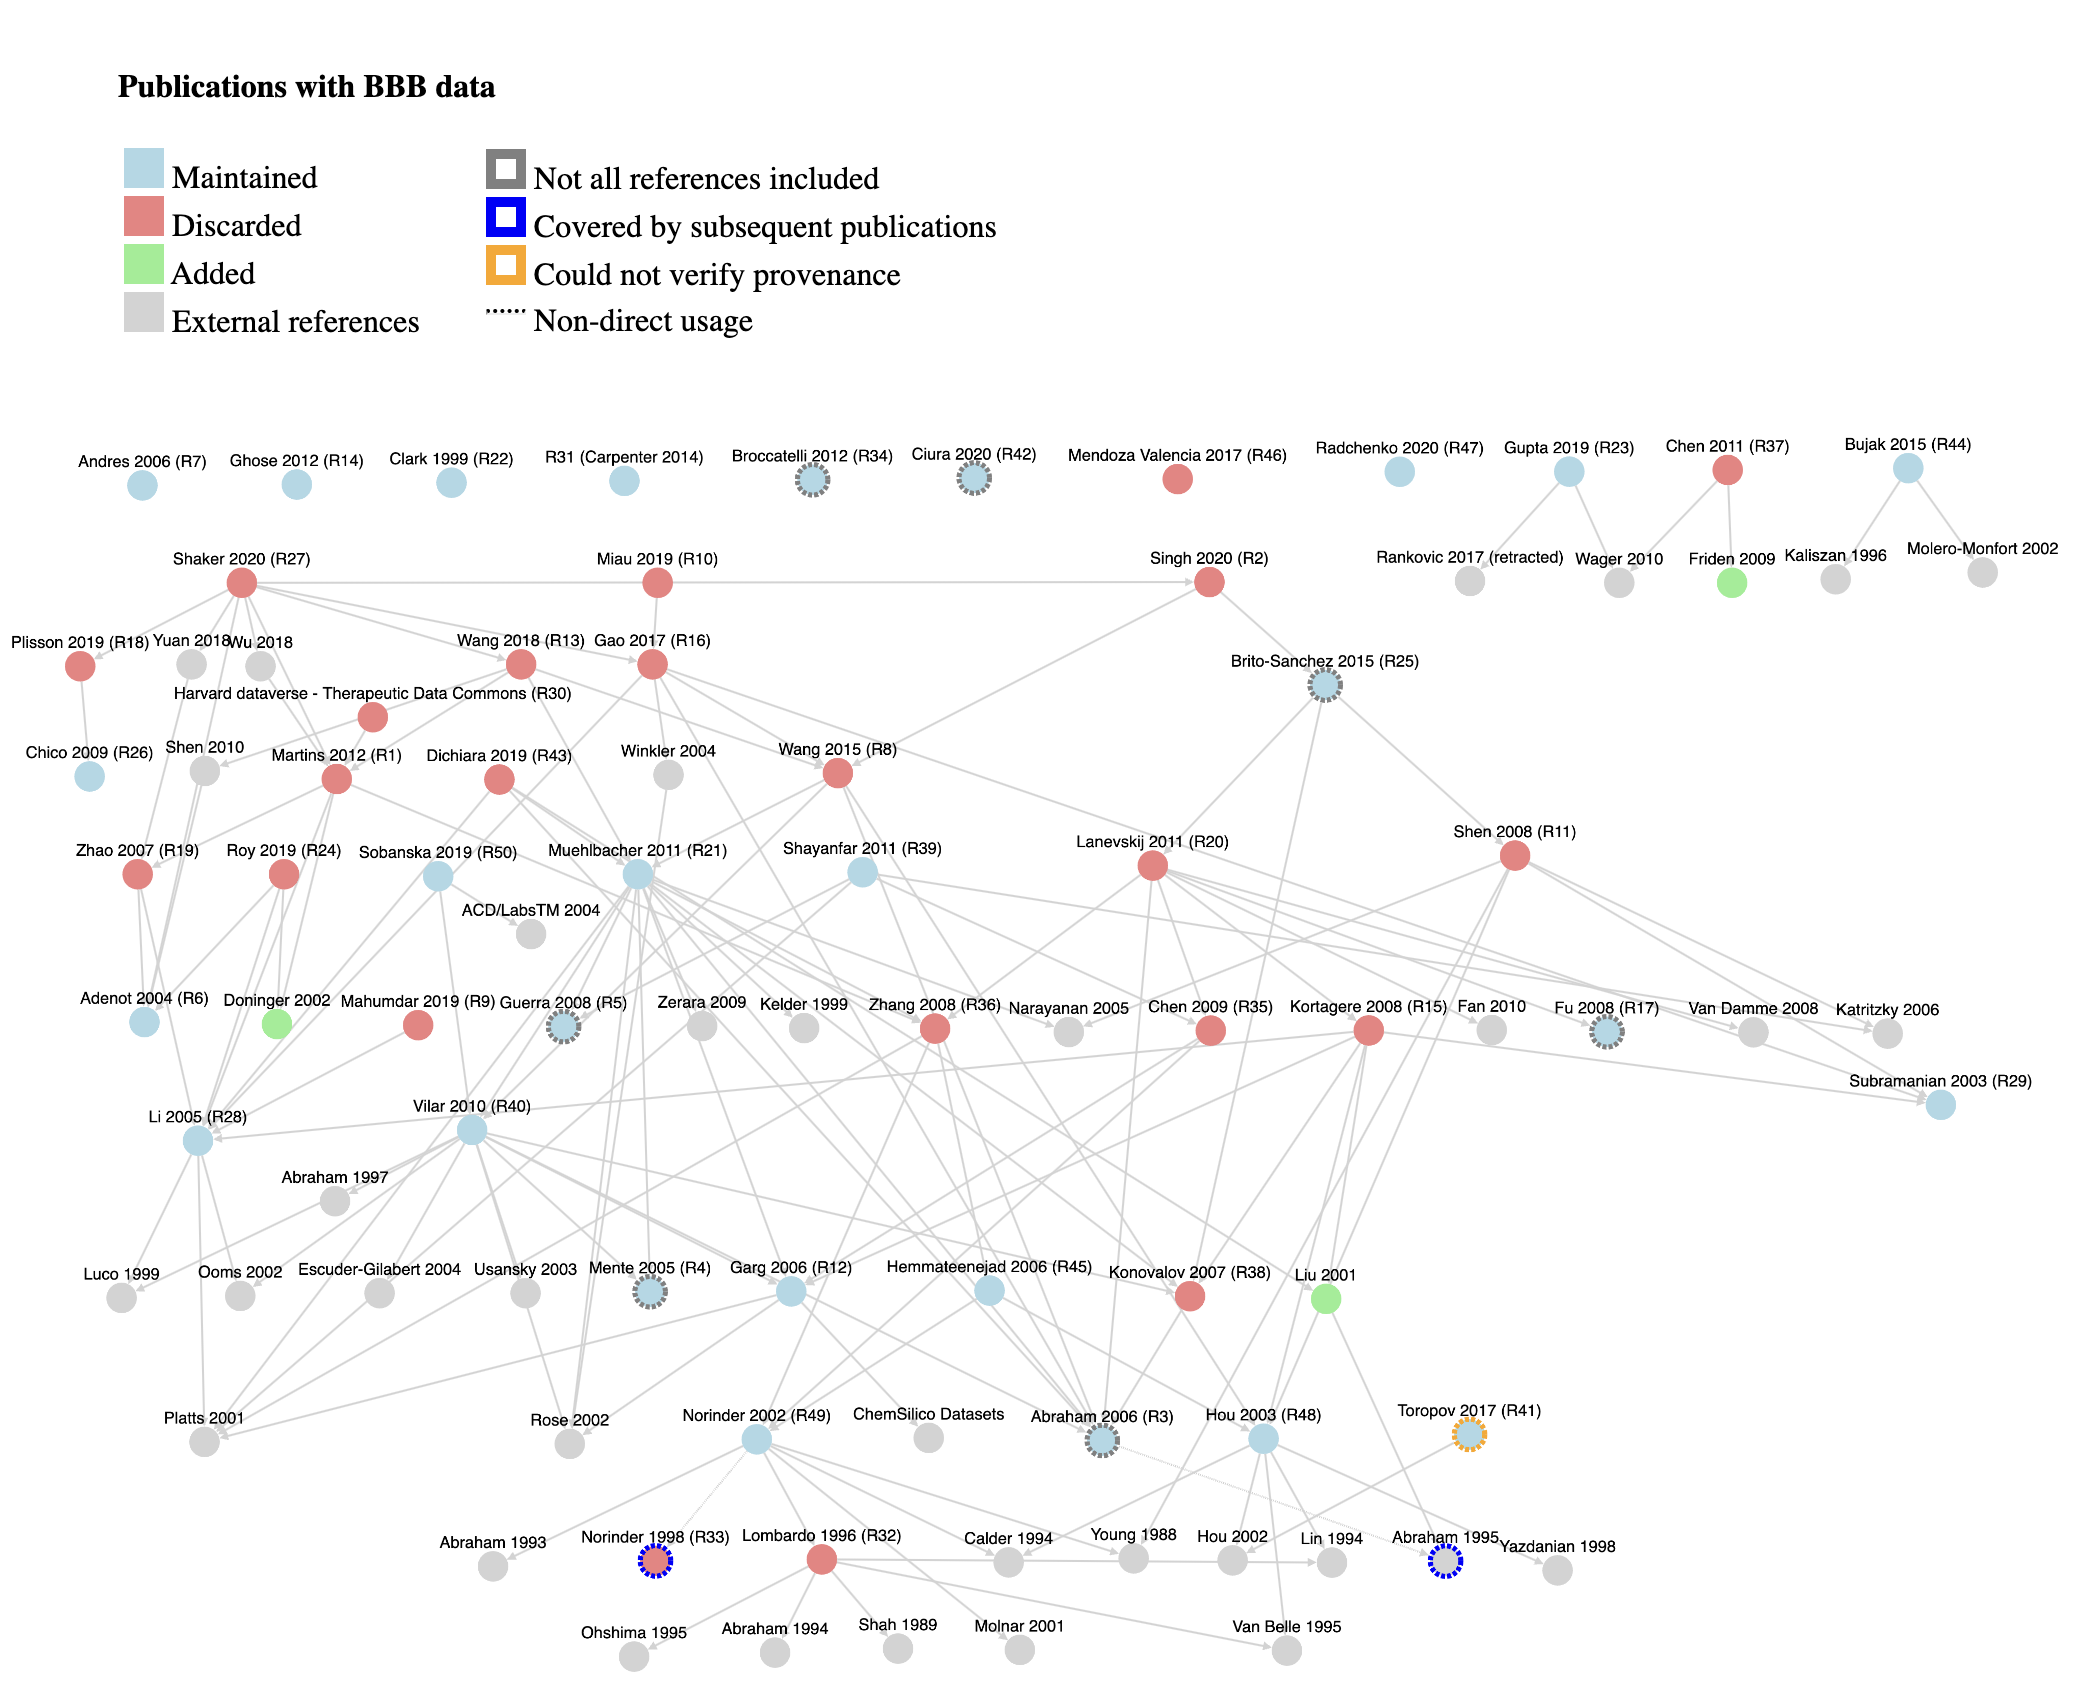 Publications with BBB data
Maintained
Discarded
Added
External references
Not all references included
Covered by subsequent publications
Could not verify provenance
Non-direct usage
Andres 2006 (R7)
Ghose 2012 (R14)
Clark 1999 (R22)
R31 (Carpenter 2014)
Broccatelli 2012 (R34)
Ciura 2020 (R42)
Mendoza Valencia 2017 (R46)
Radchenko 2020 (R47)
Gupta 2019 (R23)
Chen 2011 (R37)
Bujak 2015 (R44)
Shaker 2020 (R27)
Miau 2019 (R10)
Singh 2020 (R2)
Rankovic 2017 (retracted)
Wager 2010
Friden 2009
Kaliszan 1996
Molero-Monfort 2002
Plisson 2019 (R18)
Yuan 2018
Wu 2018
Wang 2018 (R13)
Gao 2017 (R16)
Brito-Sanchez 2015 (R25)
Harvard dataverse - Therapeutic Data Commons (R30)
Chico 2009 (R26)
Shen 2010
Martins 2012 (R1)
Dichiara 2019 (R43)
Winkler 2004
Wang 2015 (R8)
Zhao 2007 (R19)
Roy 2019 (R24)
Sobanska 2019 (R50)
Muehlbacher 2011 (R21)
Shayanfar 2011 (R39)
Lanevskij 2011 (R20)
Shen 2008 (R11)
ACD/LabsTM 2004
Adenot 2004 (R6)
Doninger 2002
Mahumdar 2019 (R9)
Guerra 2008 (R5)
Zerara 2009
Kelder 1999
Zhang 2008 (R36)
Narayanan 2005
Chen 2009 (R35)
Kortagere 2008 (R15)
Fan 2010
Fu 2008 (R17)
Van Damme 2008
Katritzky 2006
Subramanian 2003 (R29)
Li 2005 (R28)
Vilar 2010 (R40)
Abraham 1997
Luco 1999
Ooms 2002
Escuder-Gilabert 2004
Usansky 2003
Mente 2005 (R4)
Garg 2006 (R12)
Hemmateenejad 2006 (R45)
Konovalov 2007 (R38)
Liu 2001
Platts 2001
Rose 2002
Norinder 2002 (R49)
ChemSilico Datasets
Abraham 2006 (R3)
Hou 2003 (R48)
Toropov 2017 (R41)
Abraham 1993
Norinder 1998 (R33)
Lombardo 1996 (R32)
Calder 1994
Young 1988
Hou 2002
Lin 1994
Abraham 1995
Yazdanian 1998
Ohshima 1995
Abraham 1994
Shah 1989
Molnar 2001
Van Belle 1995